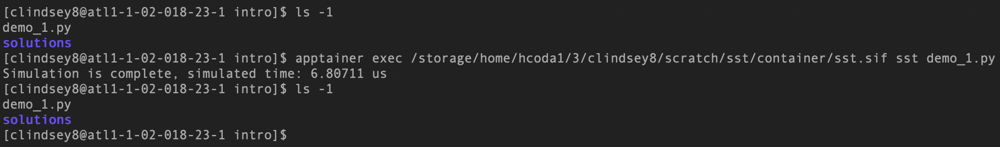 [clindsey8@atl1-1-02-018-23-1 intro]$ ls -1
demo_1.py
solutions
[clindsey8@atl1-1-02-018-23-1 intro]$ apptainer exec /storage/home/hcoda1/3/clindsey8/scratch/sst/container/sst.sif sst demo_1.py
Simulation is complete, simulated time: 6.80711 us
[clindsey8@atl1-1-02-018-23-1 intro]$ ls -1
demo_1.py
solutions
[clindsey8@atl1-1-02-018-23-1 intro]$